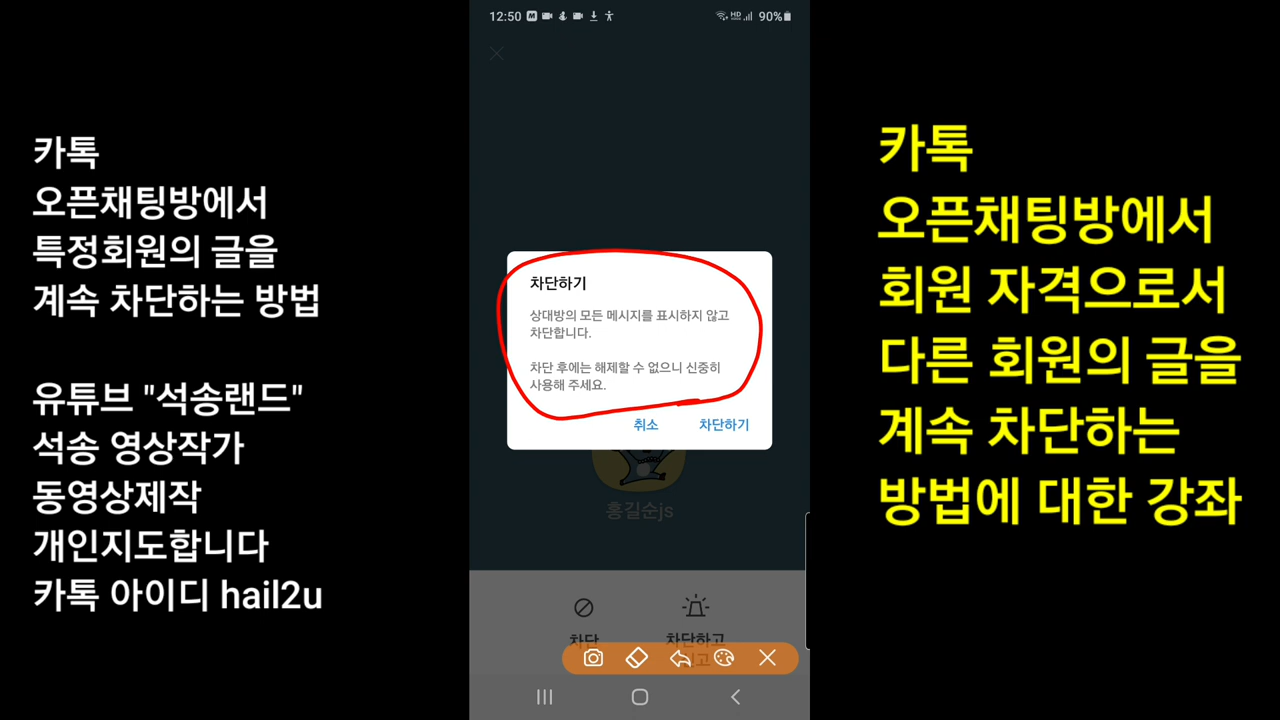 카톡
오픈채팅방에서
특정회원의 글을
계속 차단하는 방법
유튜브 "석송랜드"
석송 영상작가
동영상제작
개인지도합니다
카톡 아이디 hail2u
12:50
HD
90%
차단하기
상대방의 모든 메시지를 표시하지 않고
차단합니다.
차단 후에는 해제할 수 없으니 신중히
사용해 주세요.
취소 차단하기
홍길순js
차단 차단하고
카톡
오픈채팅방에서
회원 자격으로서
다른 회원의 글을
계속 차단하는
방법에 대한 강좌